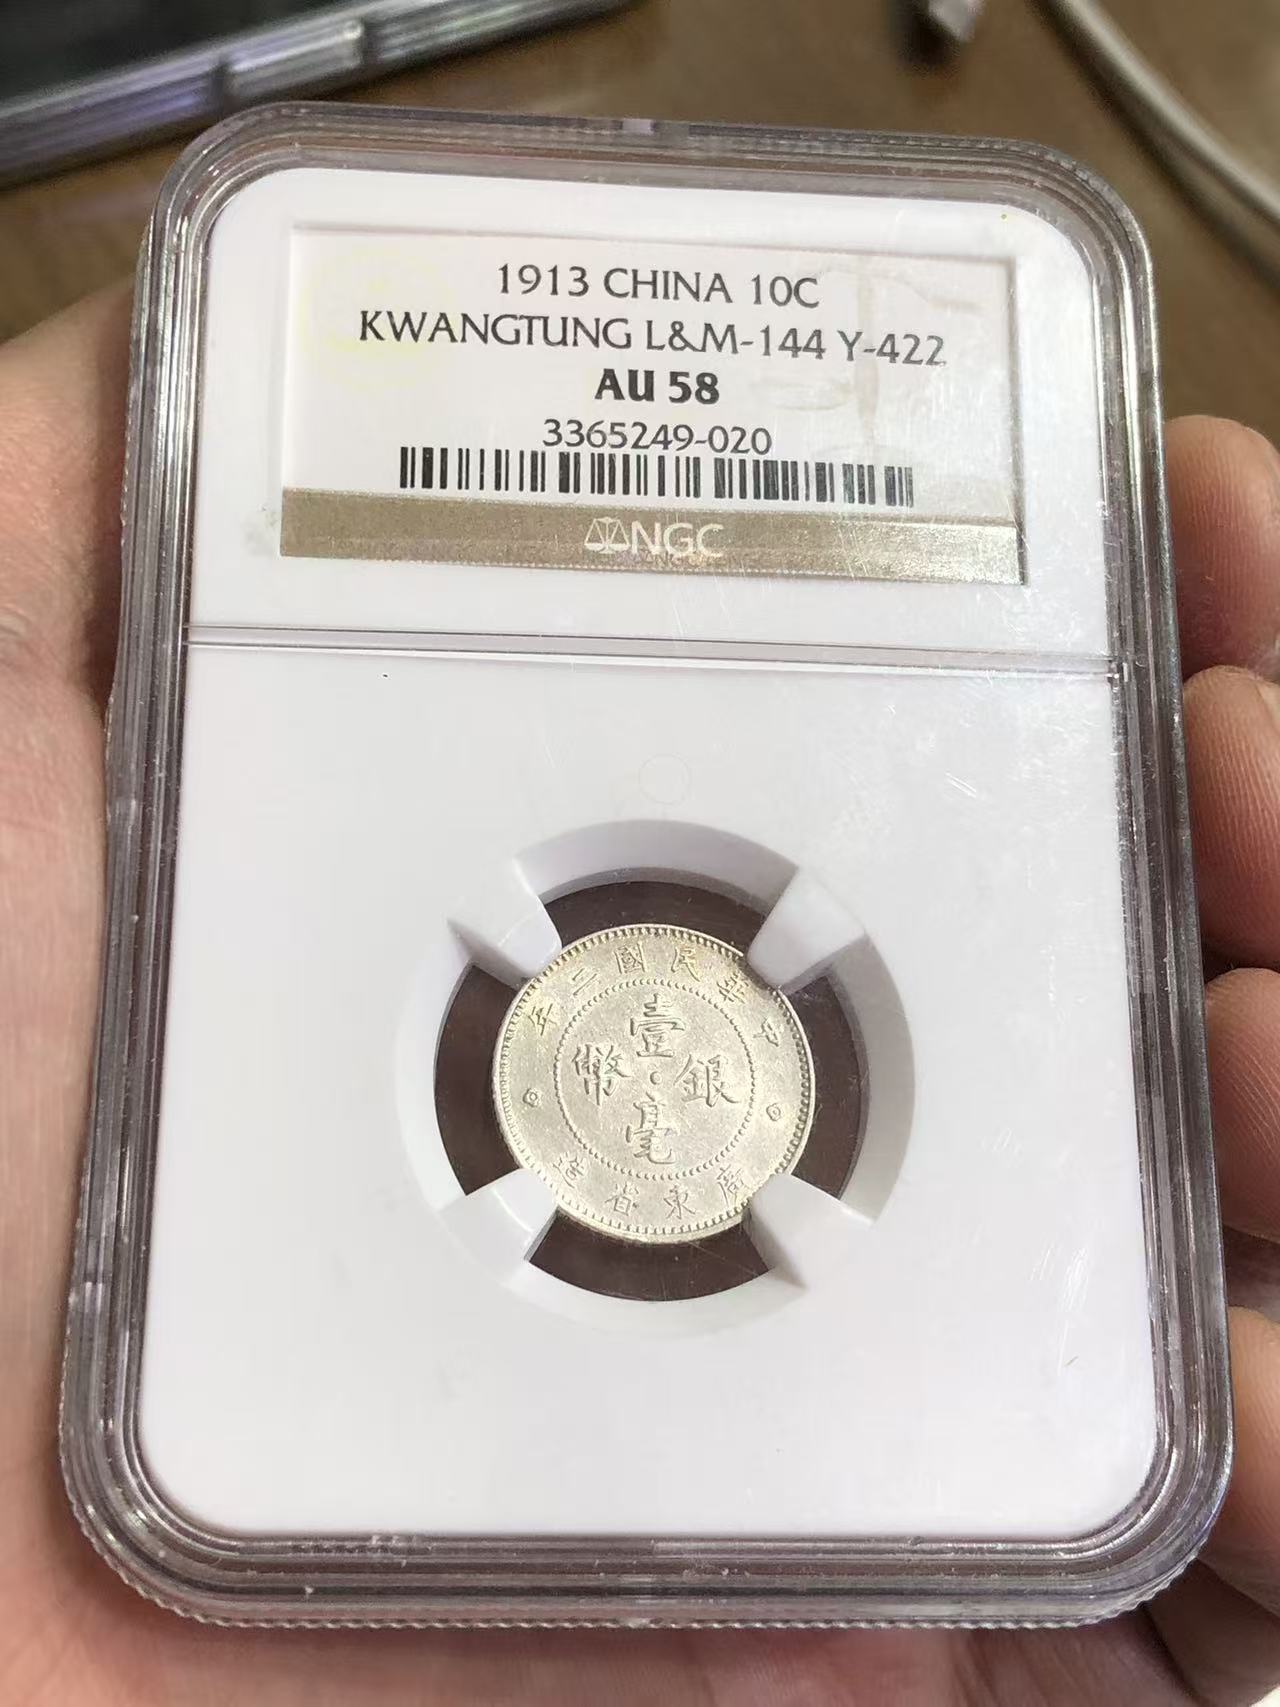 1913 CHINA 10C
KWANGTUNG L&M-144 Y-422
AU 58
3365249-020
NGC
中華民國二年
壹毫銀幣
廣東省造